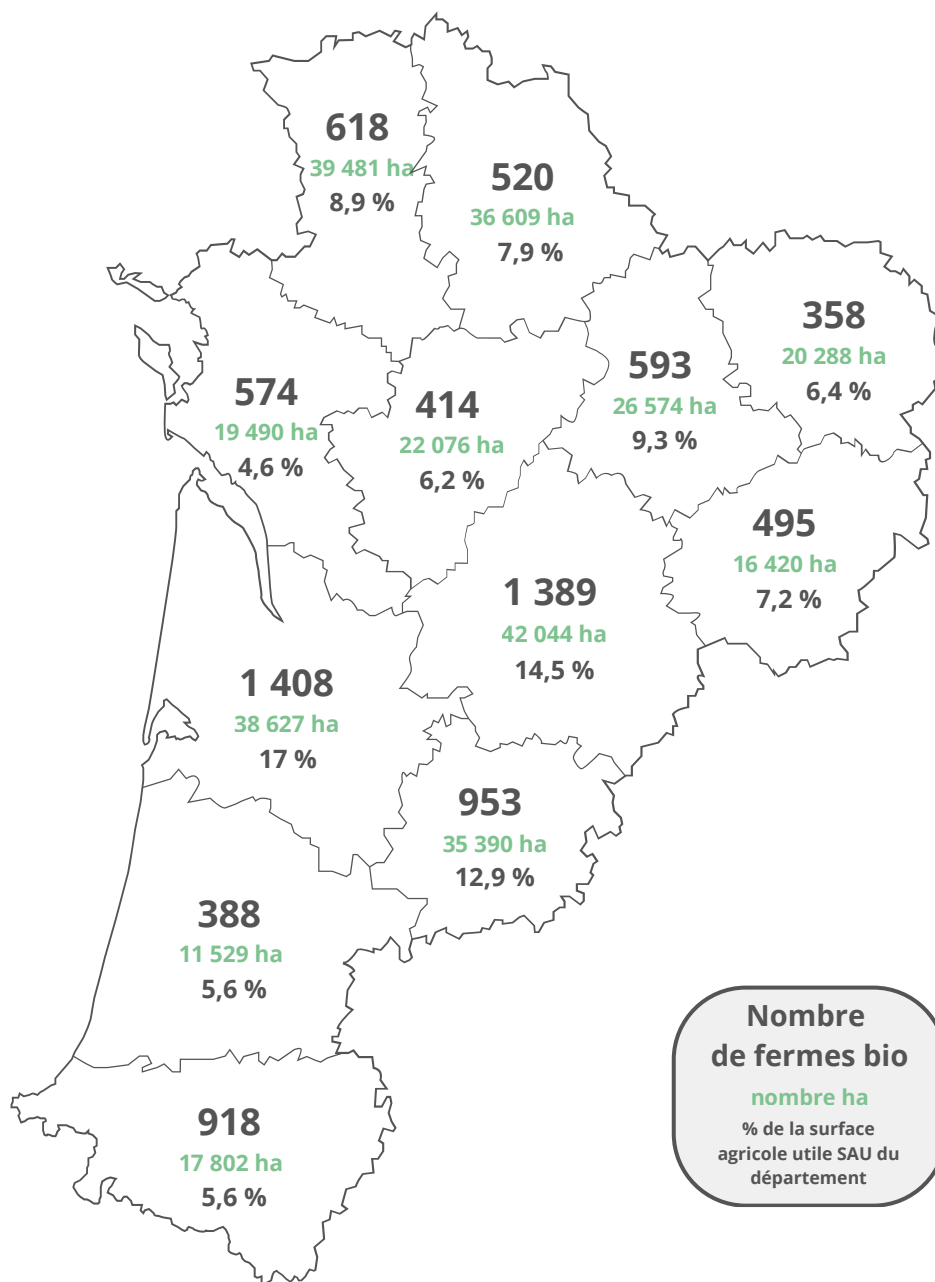 618
39 481 ha
8,9 %
520
36 609 ha
7,9 %
358
20 288 ha
6,4 %
593
26 574 ha
9,3 %
574
19 490 ha
4,6 %
414
22 076 ha
6,2 %
495
16 420 ha
7,2 %
1 389
42 044 ha
14,5 %
1 408
38 627 ha
17 %
953
35 390 ha
12,9 %
388
11 529 ha
5,6 %
918
17 802 ha
5,6 %
Nombre
de fermes bio
nombre ha
% de la surface
agricole utile SAU du
département